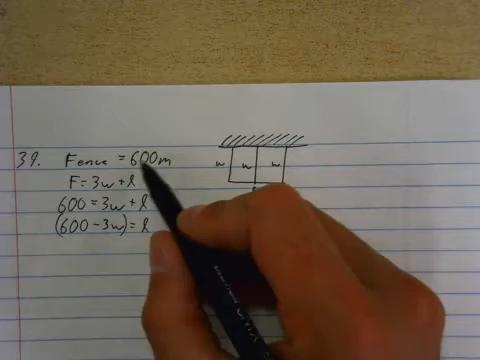 39. Fence = 600m
F = 3w + l
600 = 3w + l
(600 - 3w) = l
w w w